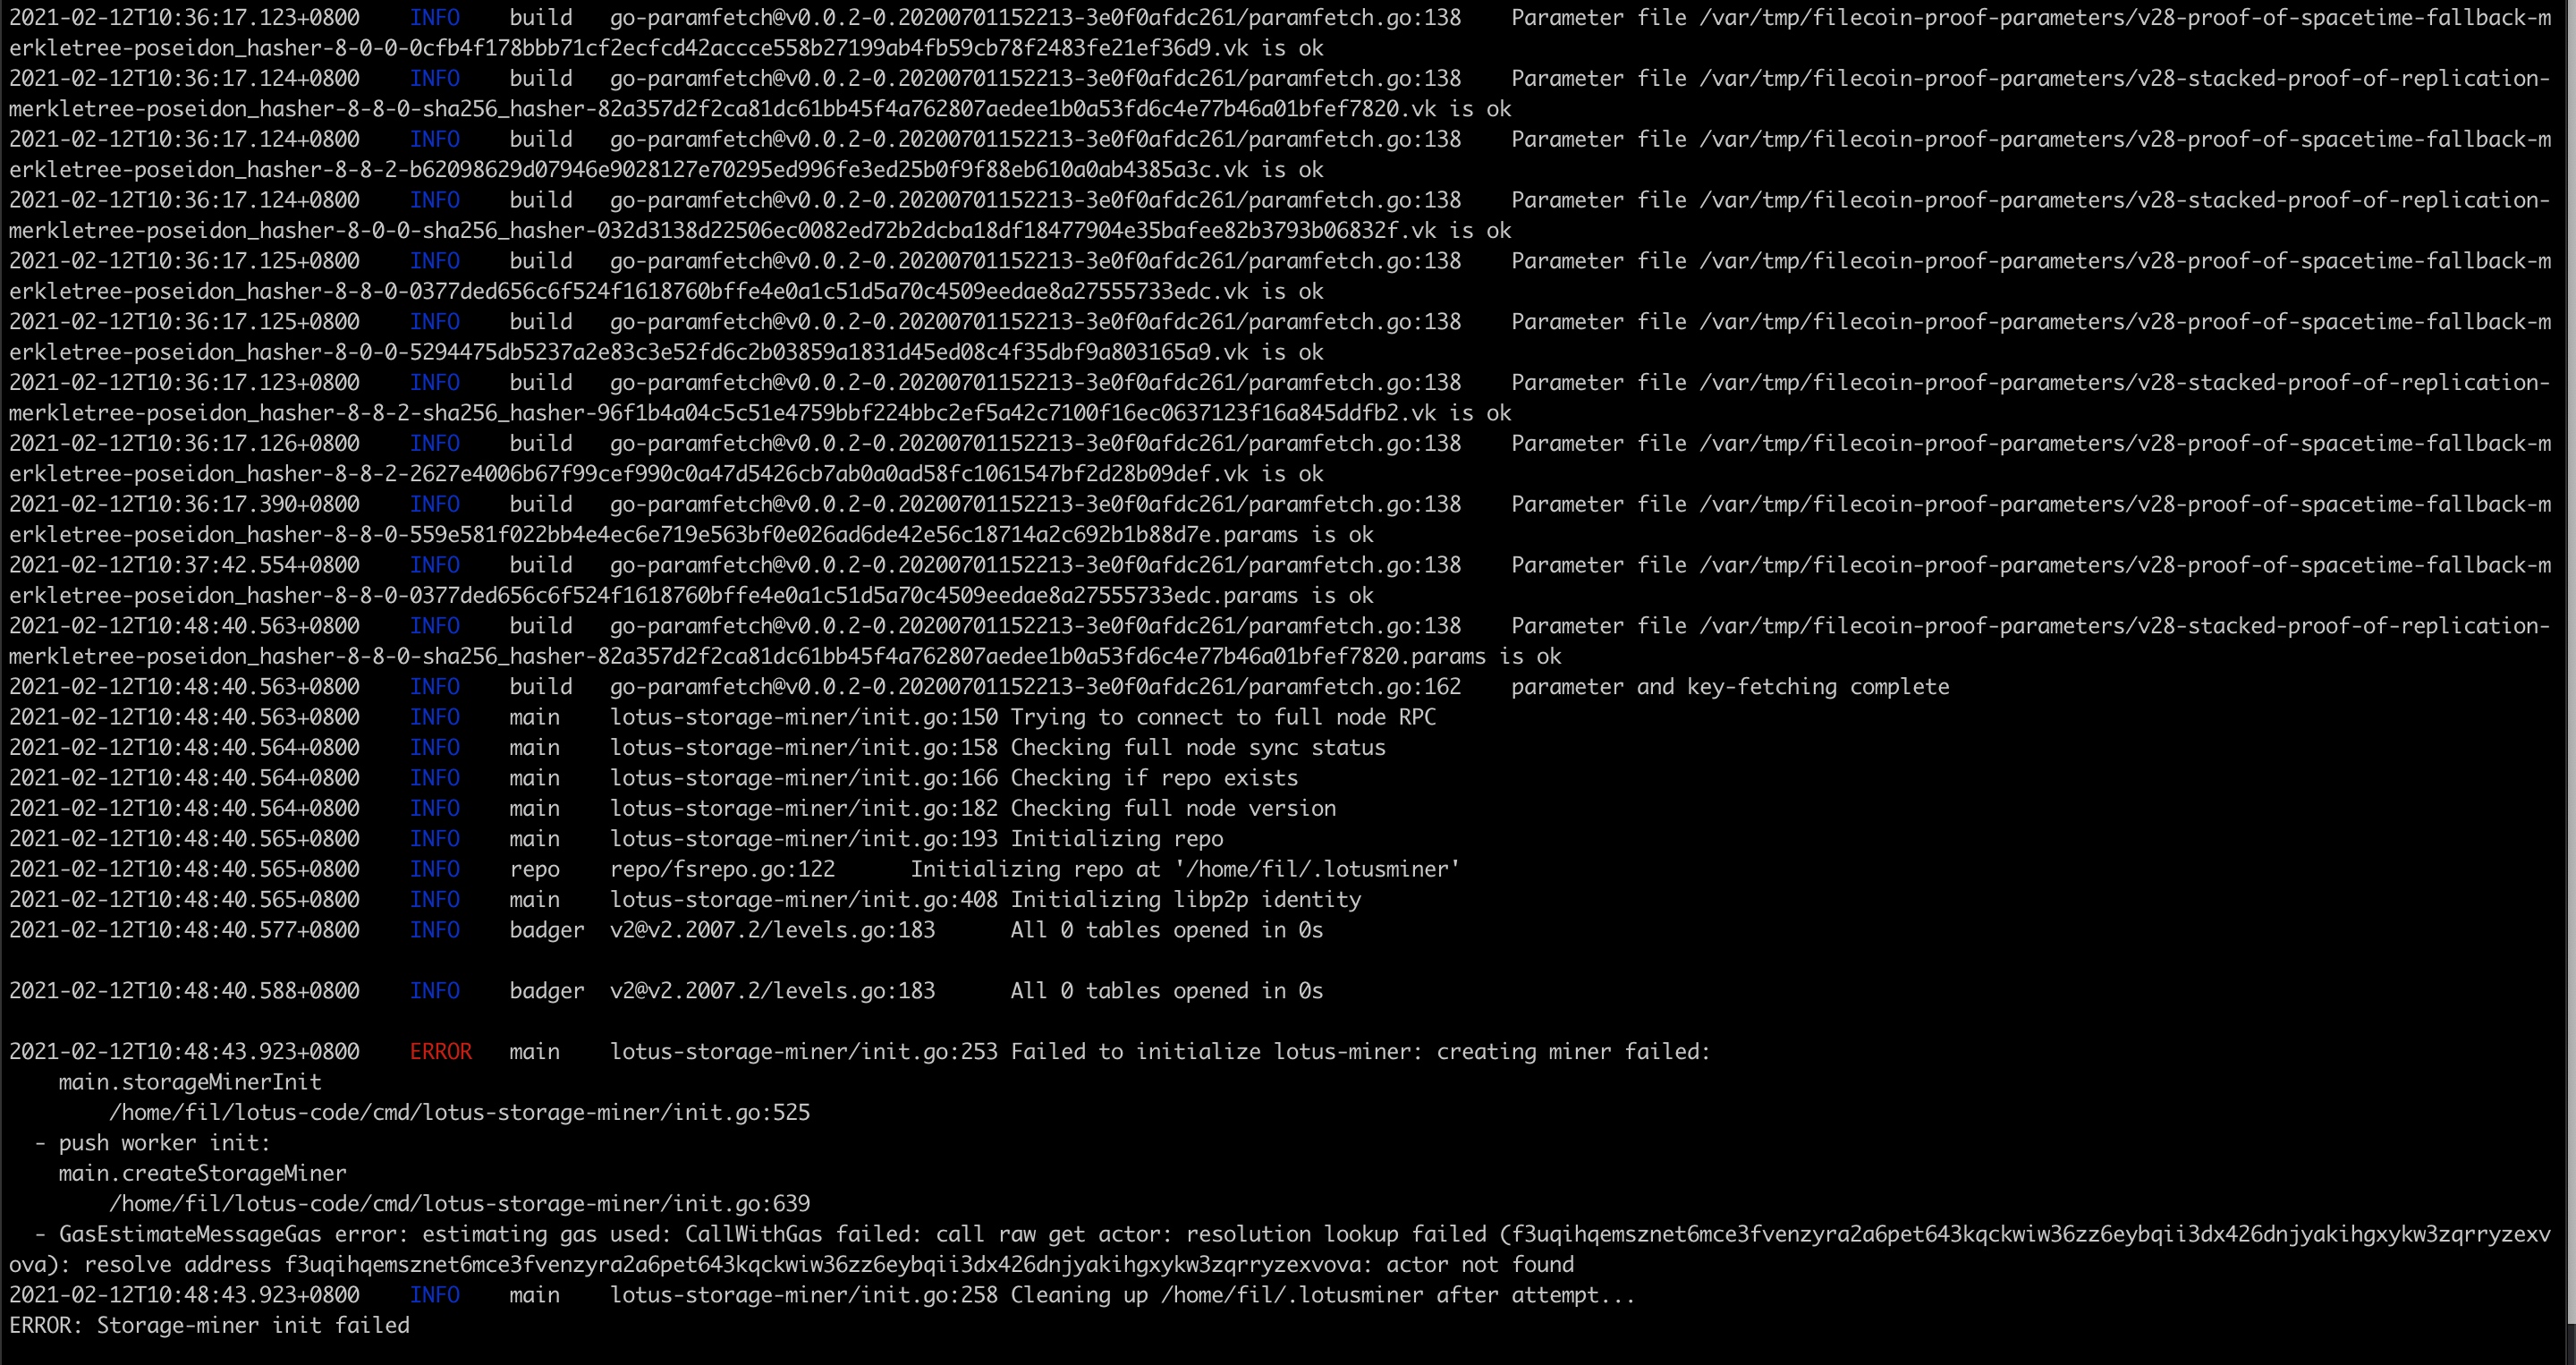 2021-02-12T10:36:17.123+0800    INFO    build   go-paramfetch@v0.0.2-0.20200701152213-3e0f0afdc261/paramfetch.go:138    Parameter file /var/tmp/filecoin-proof-parameters/v28-proof-of-spacetime-fallback-m
erkletree-poseidon_hasher-8-0-0-0cfb4f178bbb71cf2ecfcd42accce558b27199ab4fb59cb78f2483fe21ef36d9.vk is ok
2021-02-12T10:36:17.124+0800    INFO    build   go-paramfetch@v0.0.2-0.20200701152213-3e0f0afdc261/paramfetch.go:138    Parameter file /var/tmp/filecoin-proof-parameters/v28-stacked-proof-of-replication-
merkletree-poseidon_hasher-8-8-0-sha256_hasher-82a357d2f2ca81dc61bb45f4a762807aedee1b0a53fd6c4e77b46a01bfef7820.vk is ok
2021-02-12T10:36:17.124+0800    INFO    build   go-paramfetch@v0.0.2-0.20200701152213-3e0f0afdc261/paramfetch.go:138    Parameter file /var/tmp/filecoin-proof-parameters/v28-proof-of-spacetime-fallback-m
erkletree-poseidon_hasher-8-8-2-b62098629d07946e9028127e70295ed996fe3ed25b0f9f88eb610a0ab4385a3c.vk is ok
2021-02-12T10:36:17.124+0800    INFO    build   go-paramfetch@v0.0.2-0.20200701152213-3e0f0afdc261/paramfetch.go:138    Parameter file /var/tmp/filecoin-proof-parameters/v28-stacked-proof-of-replication-
merkletree-poseidon_hasher-8-0-0-sha256_hasher-032d3138d22506ec0082ed72b2dcba18df18477904e35bafee82b3793b06832f.vk is ok
2021-02-12T10:36:17.125+0800    INFO    build   go-paramfetch@v0.0.2-0.20200701152213-3e0f0afdc261/paramfetch.go:138    Parameter file /var/tmp/filecoin-proof-parameters/v28-proof-of-spacetime-fallback-m
erkletree-poseidon_hasher-8-8-0-0377ded656c6f524f1618760bffe4e0a1c51d5a70c4509eedae8a27555733edc.vk is ok
2021-02-12T10:36:17.125+0800    INFO    build   go-paramfetch@v0.0.2-0.20200701152213-3e0f0afdc261/paramfetch.go:138    Parameter file /var/tmp/filecoin-proof-parameters/v28-proof-of-spacetime-fallback-m
erkletree-poseidon_hasher-8-0-0-5294475db5237a2e83c3e52fd6c2b03859a1831d45ed08c4f35dbf9a803165a9.vk is ok
2021-02-12T10:36:17.123+0800    INFO    build   go-paramfetch@v0.0.2-0.20200701152213-3e0f0afdc261/paramfetch.go:138    Parameter file /var/tmp/filecoin-proof-parameters/v28-stacked-proof-of-replication-
merkletree-poseidon_hasher-8-8-2-sha256_hasher-96f1b4a04c5c51e4759bbf224bbc2ef5a42c7100f16ec0637123f16a845ddfb2.vk is ok
2021-02-12T10:36:17.126+0800    INFO    build   go-paramfetch@v0.0.2-0.20200701152213-3e0f0afdc261/paramfetch.go:138    Parameter file /var/tmp/filecoin-proof-parameters/v28-proof-of-spacetime-fallback-m
erkletree-poseidon_hasher-8-8-2-2627e4006b67f99cef990c0a47d5426cb7ab0a0ad58fc1061547bf2d28b09def.vk is ok
2021-02-12T10:36:17.390+0800    INFO    build   go-paramfetch@v0.0.2-0.20200701152213-3e0f0afdc261/paramfetch.go:138    Parameter file /var/tmp/filecoin-proof-parameters/v28-proof-of-spacetime-fallback-m
erkletree-poseidon_hasher-8-8-0-559e581f022bb4e4ec6e719e563bf0e026ad6de42e56c18714a2c692b1b88d7e.params is ok
2021-02-12T10:37:42.554+0800    INFO    build   go-paramfetch@v0.0.2-0.20200701152213-3e0f0afdc261/paramfetch.go:138    Parameter file /var/tmp/filecoin-proof-parameters/v28-proof-of-spacetime-fallback-m
erkletree-poseidon_hasher-8-8-0-0377ded656c6f524f1618760bffe4e0a1c51d5a70c4509eedae8a27555733edc.params is ok
2021-02-12T10:48:40.563+0800    INFO    build   go-paramfetch@v0.0.2-0.20200701152213-3e0f0afdc261/paramfetch.go:138    Parameter file /var/tmp/filecoin-proof-parameters/v28-stacked-proof-of-replication-
merkletree-poseidon_hasher-8-8-0-sha256_hasher-82a357d2f2ca81dc61bb45f4a762807aedee1b0a53fd6c4e77b46a01bfef7820.params is ok
2021-02-12T10:48:40.563+0800    INFO    build   go-paramfetch@v0.0.2-0.20200701152213-3e0f0afdc261/paramfetch.go:162    parameter and key-fetching complete
2021-02-12T10:48:40.563+0800    INFO    main    lotus-storage-miner/init.go:150 Trying to connect to full node RPC
2021-02-12T10:48:40.564+0800    INFO    main    lotus-storage-miner/init.go:158 Checking full node sync status
2021-02-12T10:48:40.564+0800    INFO    main    lotus-storage-miner/init.go:166 Checking if repo exists
2021-02-12T10:48:40.564+0800    INFO    main    lotus-storage-miner/init.go:182 Checking full node version
2021-02-12T10:48:40.565+0800    INFO    main    lotus-storage-miner/init.go:193 Initializing repo
2021-02-12T10:48:40.565+0800    INFO    repo    repo/fsrepo.go:122      Initializing repo at '/home/fil/.lotusminer'
2021-02-12T10:48:40.565+0800    INFO    main    lotus-storage-miner/init.go:408 Initializing libp2p identity
2021-02-12T10:48:40.577+0800    INFO    badger  v2@v2.2007.2/levels.go:183      All 0 tables opened in 0s
2021-02-12T10:48:40.588+0800    INFO    badger  v2@v2.2007.2/levels.go:183      All 0 tables opened in 0s
2021-02-12T10:48:43.923+0800    ERROR   main    lotus-storage-miner/init.go:253 Failed to initialize lotus-miner: creating miner failed:
    main.storageMinerInit
        /home/fil/lotus-code/cmd/lotus-storage-miner/init.go:525
  - push worker init:
    main.createStorageMiner
        /home/fil/lotus-code/cmd/lotus-storage-miner/init.go:639
  - GasEstimateMessageGas error: estimating gas used: CallWithGas failed: call raw get actor: resolution lookup failed (f3uqihqemsznet6mce3fvenzyra2a6pet643kqckwiw36zz6eybqii3dx426dnjyakihgxykw3zqrryzexv
ova): resolve address f3uqihqemsznet6mce3fvenzyra2a6pet643kqckwiw36zz6eybqii3dx426dnjyakihgxykw3zqrryzexvova: actor not found
2021-02-12T10:48:43.923+0800    INFO    main    lotus-storage-miner/init.go:258 Cleaning up /home/fil/.lotusminer after attempt...
ERROR: Storage-miner init failed